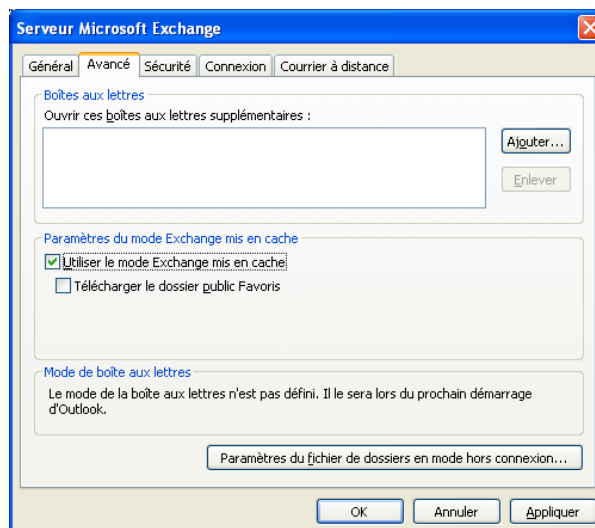 Serveur Microsoft Exchange
Général Avancé Sécurité Connexion Courrier à distance
Boîtes aux lettres
Ouvrir ces boîtes aux lettres supplémentaires :
Ajouter...
Enlever
Paramètres du mode Exchange mis en cache
Utiliser le mode Exchange mis en cache
Télécharger le dossier public Favoris
Mode de boîte aux lettres
Le mode de la boîte aux lettres n'est pas défini. Il le sera lors du prochain démarrage
d'Outlook.
Paramètres du fichier de dossiers en mode hors connexion...
OK Annuler Appliquer